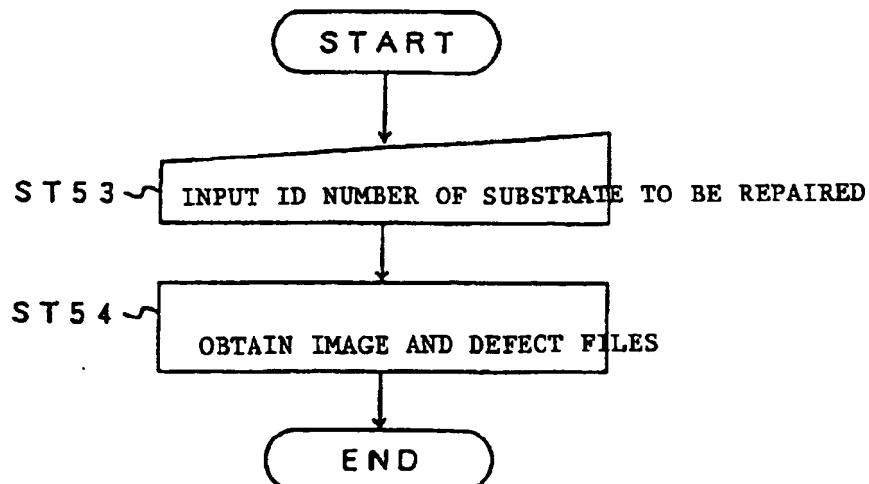 START
ST53 INPUT ID NUMBER OF SUBSTRATE TO BE REPAIRED
ST54
OBTAIN IMAGE AND DEFECT FILES
END